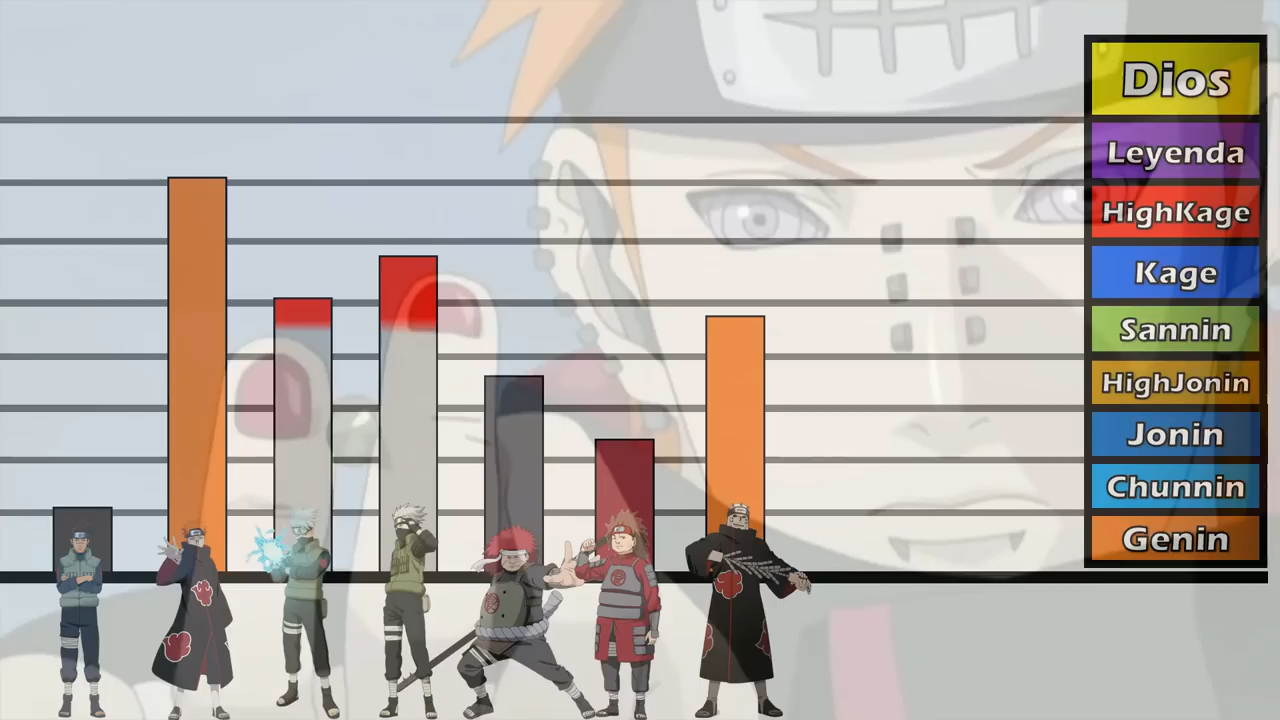 Dios
Leyenda
HighKage
Kage
Sannin
HighJonin
Jonin
Chunnin
Genin